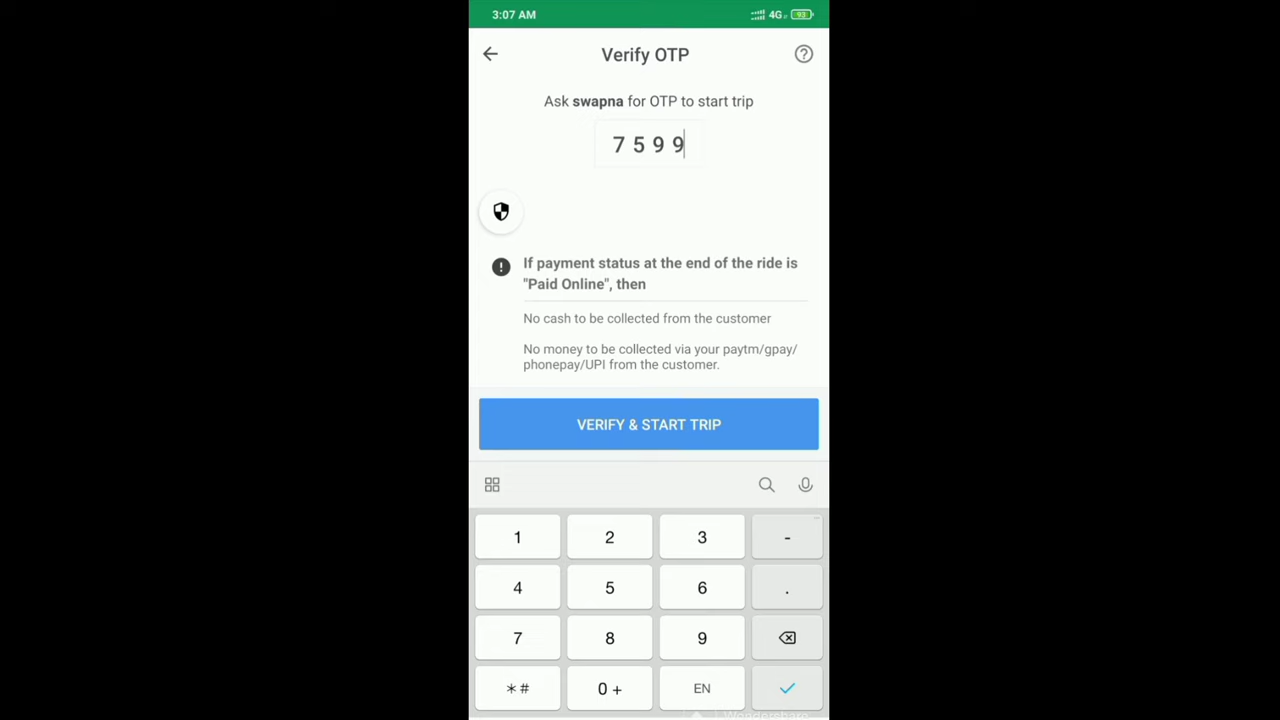 3:07 AM 4G 93
Verify OTP
Ask swapna for OTP to start trip
7 5 9 9
If payment status at the end of the ride is
"Paid Online", then
No cash to be collected from the customer
No money to be collected via your paytm/gpay/
phonepay/UPI from the customer.
VERIFY & START TRIP
1 2 3 -
4 5 6 .
7 8 9
*# 0 + EN
Wondershare